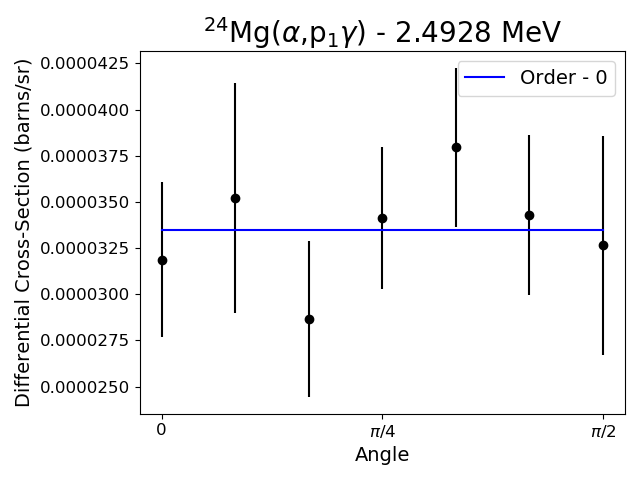 ²⁴Mg(α,p₁γ) - 2.4928 MeV
Order - 0
Differential Cross-Section (barns/sr)
0.0000425
0.0000400
0.0000375
0.0000350
0.0000325
0.0000300
0.0000275
0.0000250
0 π/4 π/2
Angle